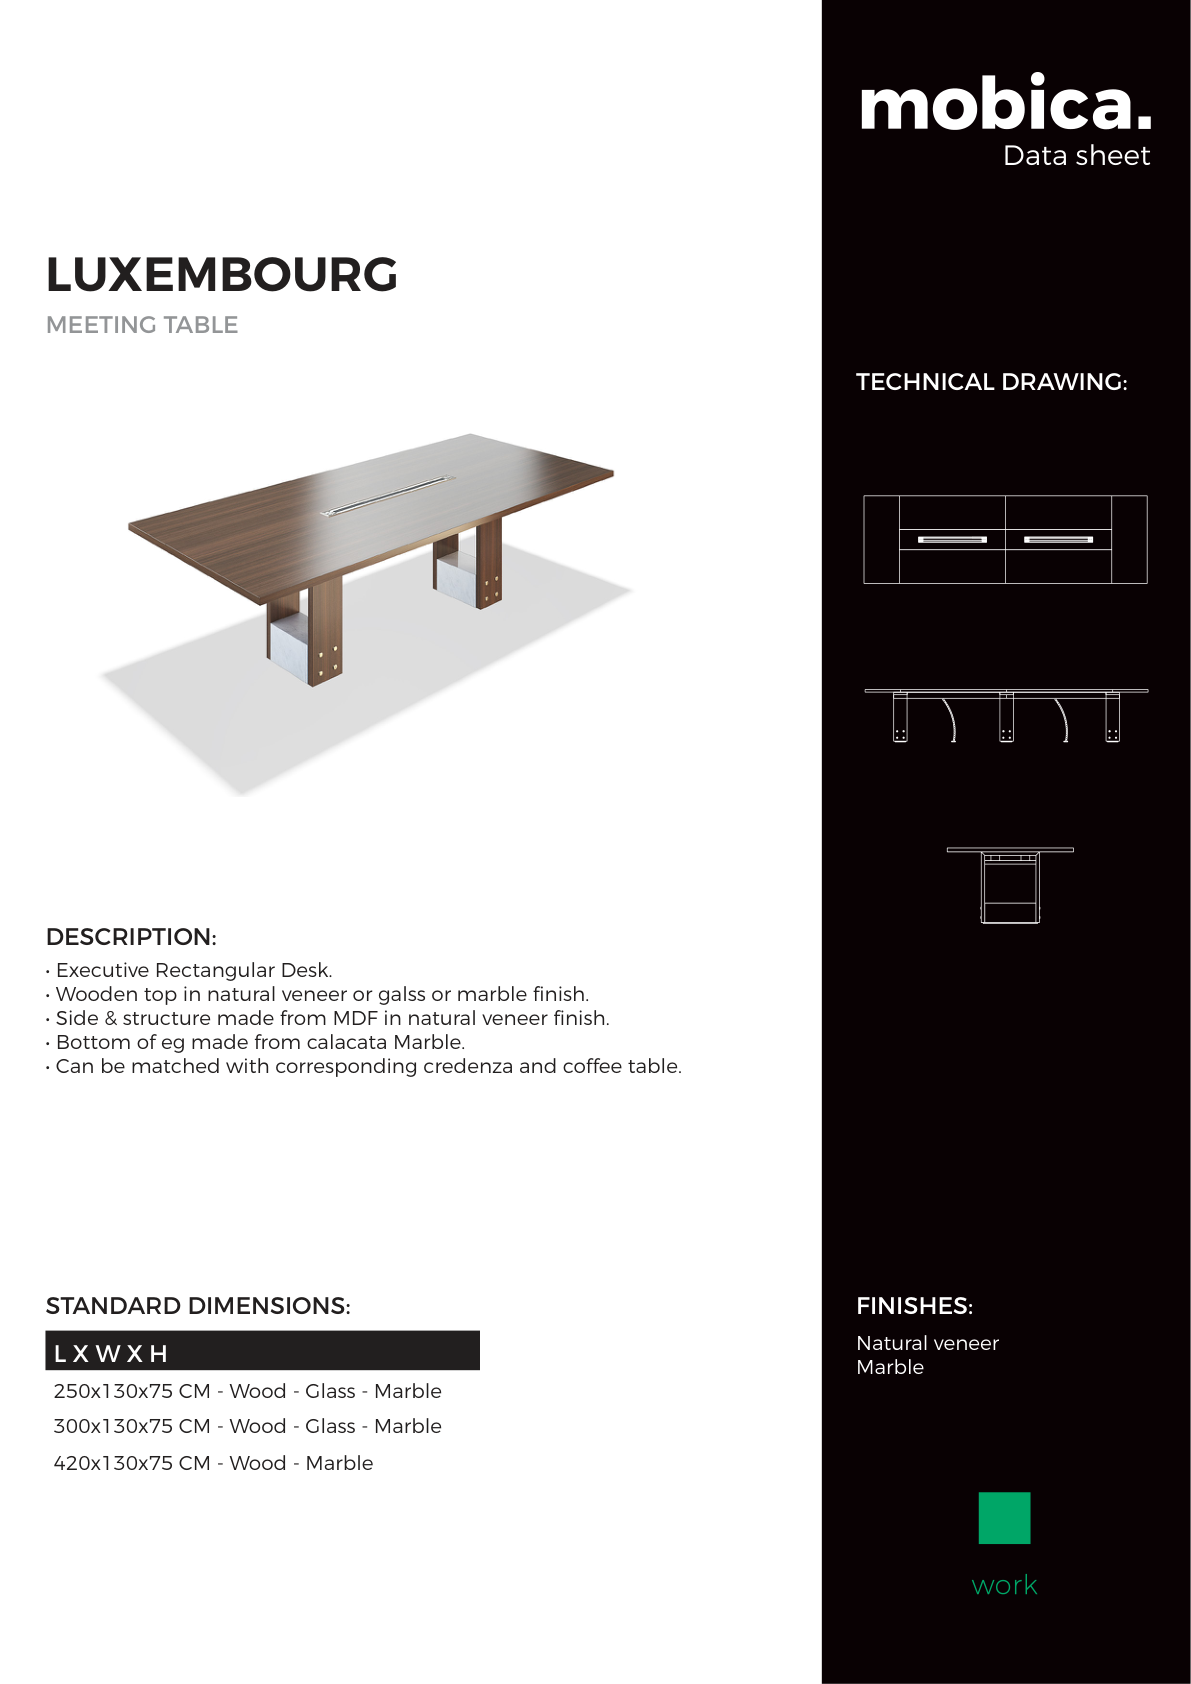 mobica.
Data sheet
LUXEMBOURG
MEETING TABLE
TECHNICAL DRAWING:
DESCRIPTION:
• Executive Rectangular Desk.
• Wooden top in natural veneer or galss or marble finish.
• Side & structure made from MDF in natural veneer finish.
• Bottom of eg made from calacata Marble.
• Can be matched with corresponding credenza and coffee table.
STANDARD DIMENSIONS:
L X W X H
250x130x75 CM - Wood - Glass - Marble
300x130x75 CM - Wood - Glass - Marble
420x130x75 CM - Wood - Marble
FINISHES:
Natural veneer
Marble
work